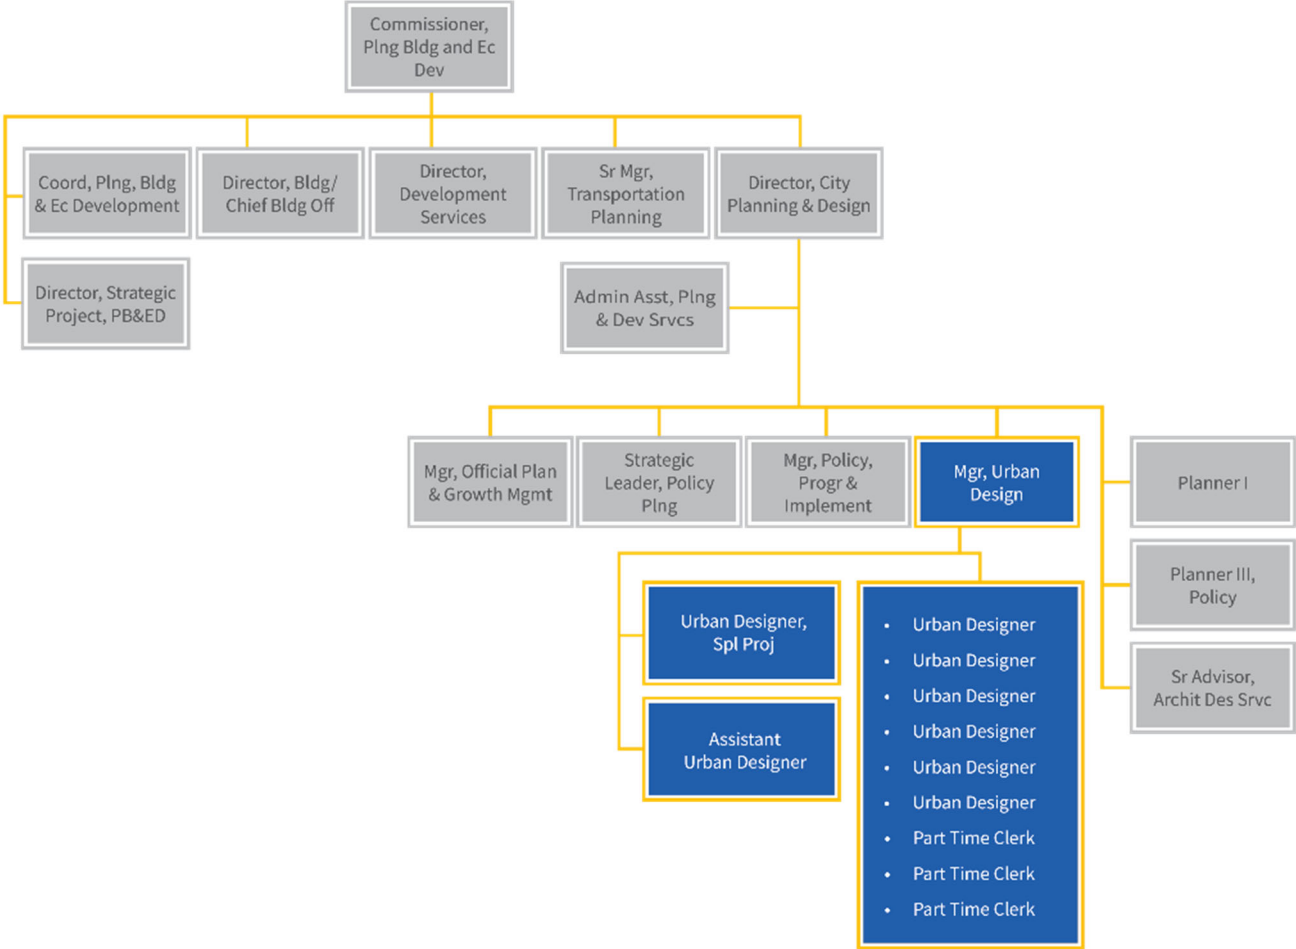 Commissioner,
Plng Bldg and Ec
Dev
Coord, Plng, Bldg
& Ec Development
Director, Bldg/
Chief Bldg Off
Director,
Development
Services
Sr Mgr,
Transportation
Planning
Director, City
Planning & Design
Director, Strategic
Project, PB&ED
Admin Asst, Plng
& Dev Srvcs
Mgr, Official Plan
& Growth Mgmt
Strategic
Leader, Policy
Plng
Mgr, Policy,
Progr &
Implement
Mgr, Urban
Design
Planner I
Planner III,
Policy
Sr Advisor,
Archit Des Srvc
Urban Designer,
Spl Proj
Assistant
Urban Designer
• Urban Designer
• Urban Designer
• Urban Designer
• Urban Designer
• Urban Designer
• Urban Designer
• Part Time Clerk
• Part Time Clerk
• Part Time Clerk